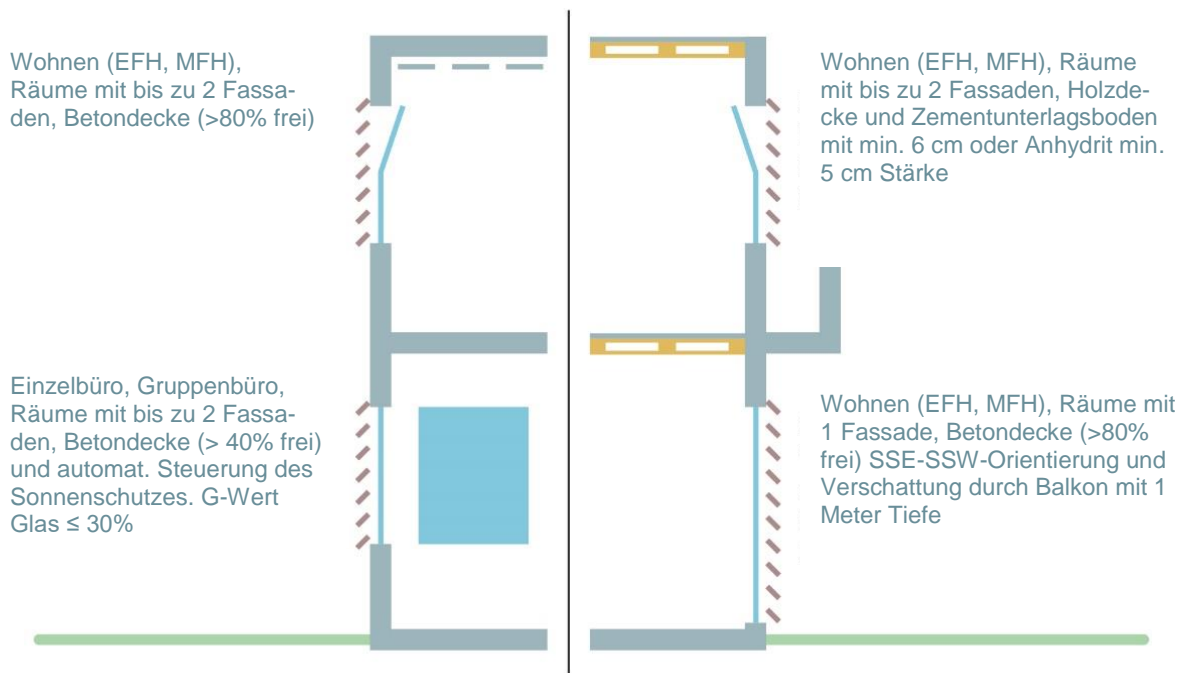 Wohnen (EFH, MFH),
Räume mit bis zu 2 Fassa-
den, Betondecke (>80% frei)
Einzelbüro, Gruppenbüro,
Räume mit bis zu 2 Fassa-
den, Betondecke (> 40% frei)
und automat. Steuerung des
Sonnenschutzes. G-Wert
Glas ≤ 30%
Wohnen (EFH, MFH), Räume
mit bis zu 2 Fassaden, Holzde-
cke und Zementunterlagsboden
mit min. 6 cm oder Anhydrit min.
5 cm Stärke
Wohnen (EFH, MFH), Räume mit
1 Fassade, Betondecke (>80%
frei) SSE-SSW-Orientierung und
Verschattung durch Balkon mit 1
Meter Tiefe